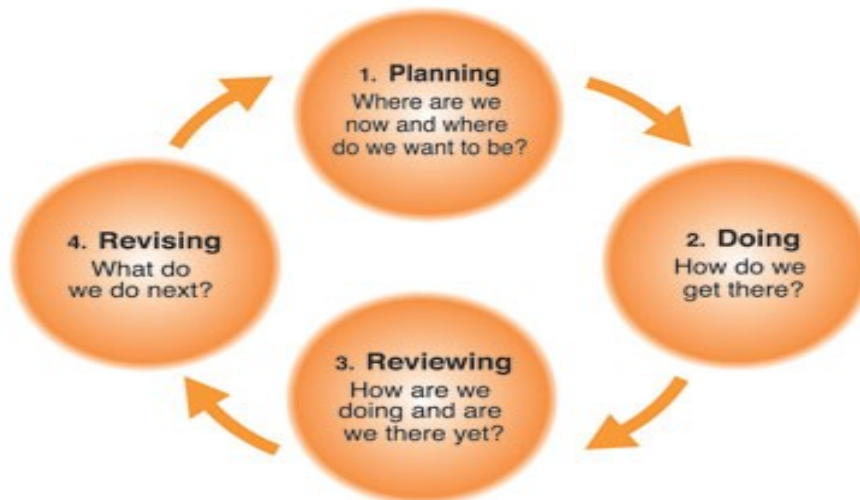 1. Planning
Where are we
now and where
do we want to be?
2. Doing
How do we
get there?
3. Reviewing
How are we
doing and are
we there yet?
4. Revising
What do
we do next?